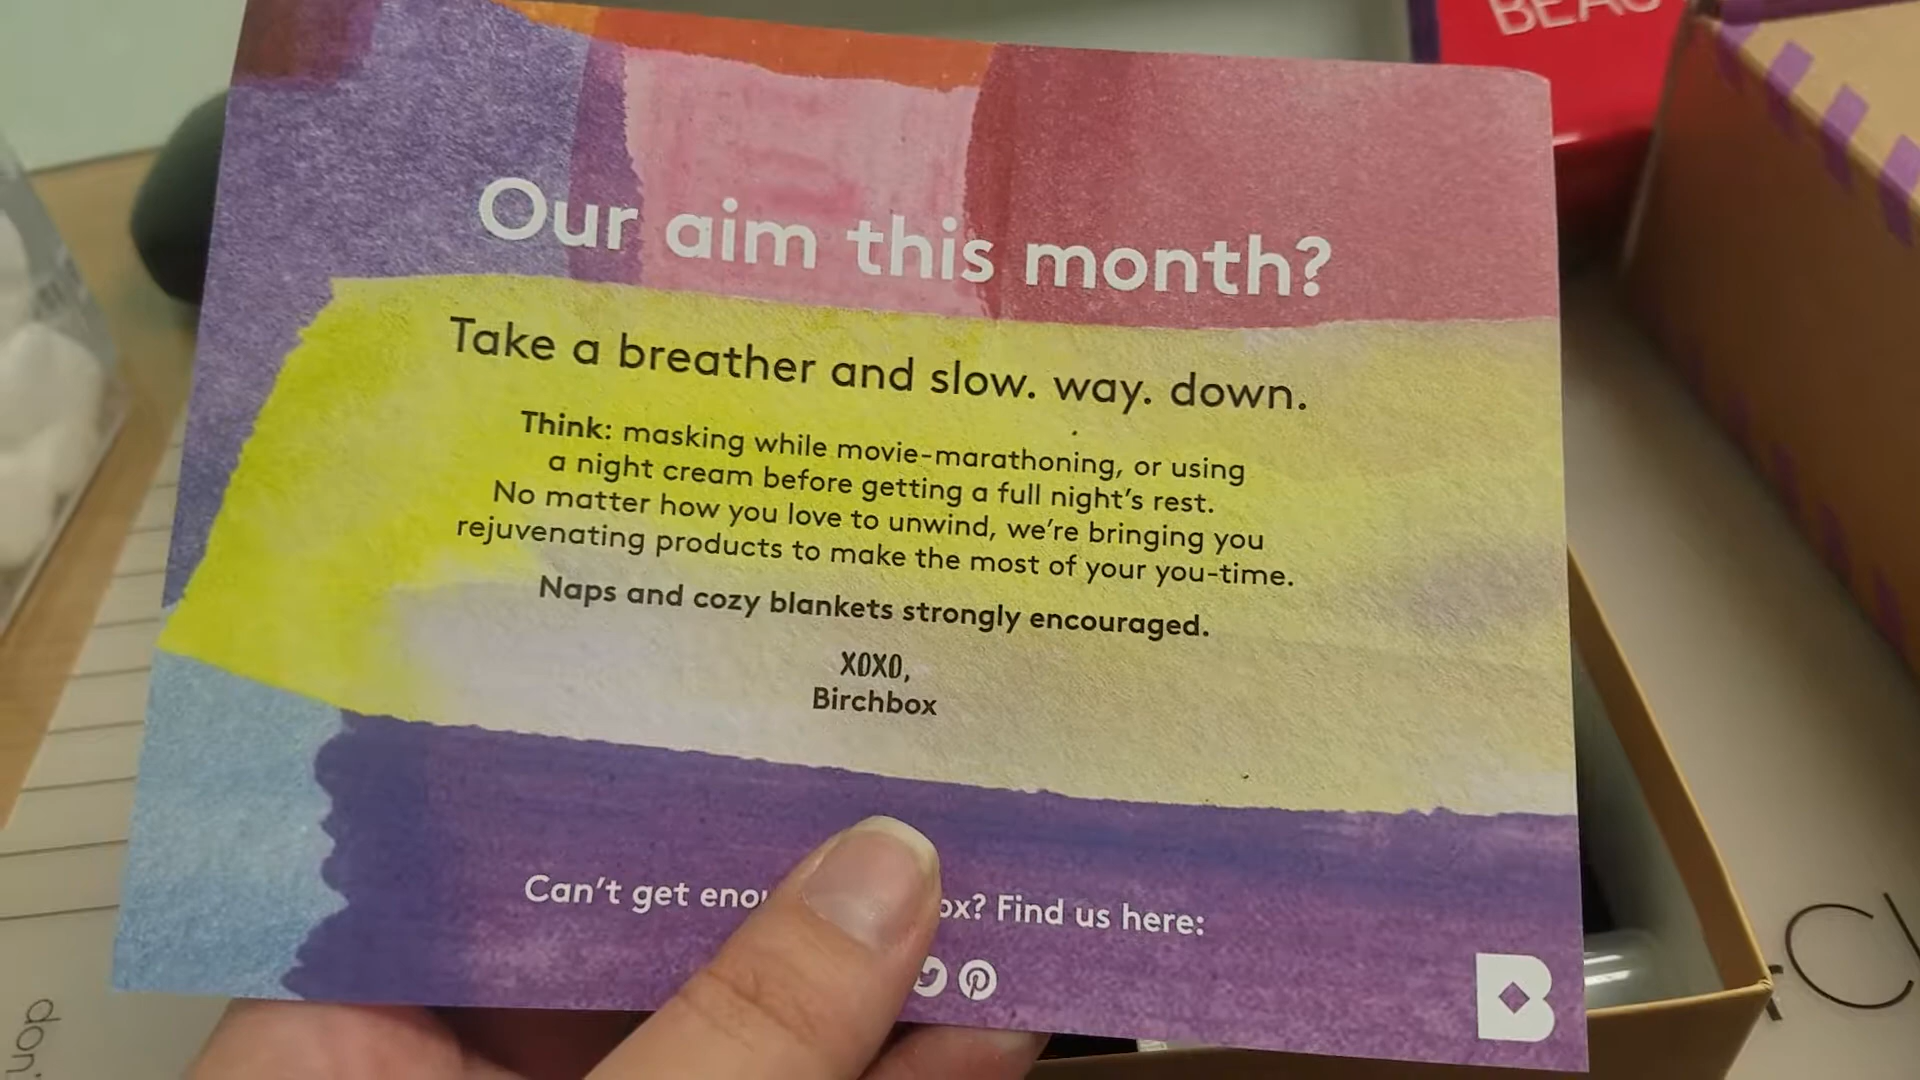 Our aim this month?
Take a breather and slow. way. down.
Think: masking while movie-marathoning, or using
a night cream before getting a full night's rest.
No matter how you love to unwind, we're bringing you
rejuvenating products to make the most of your you-time.
Naps and cozy blankets strongly encouraged.
XOXO,
Birchbox
Can't get
Find us here:
B